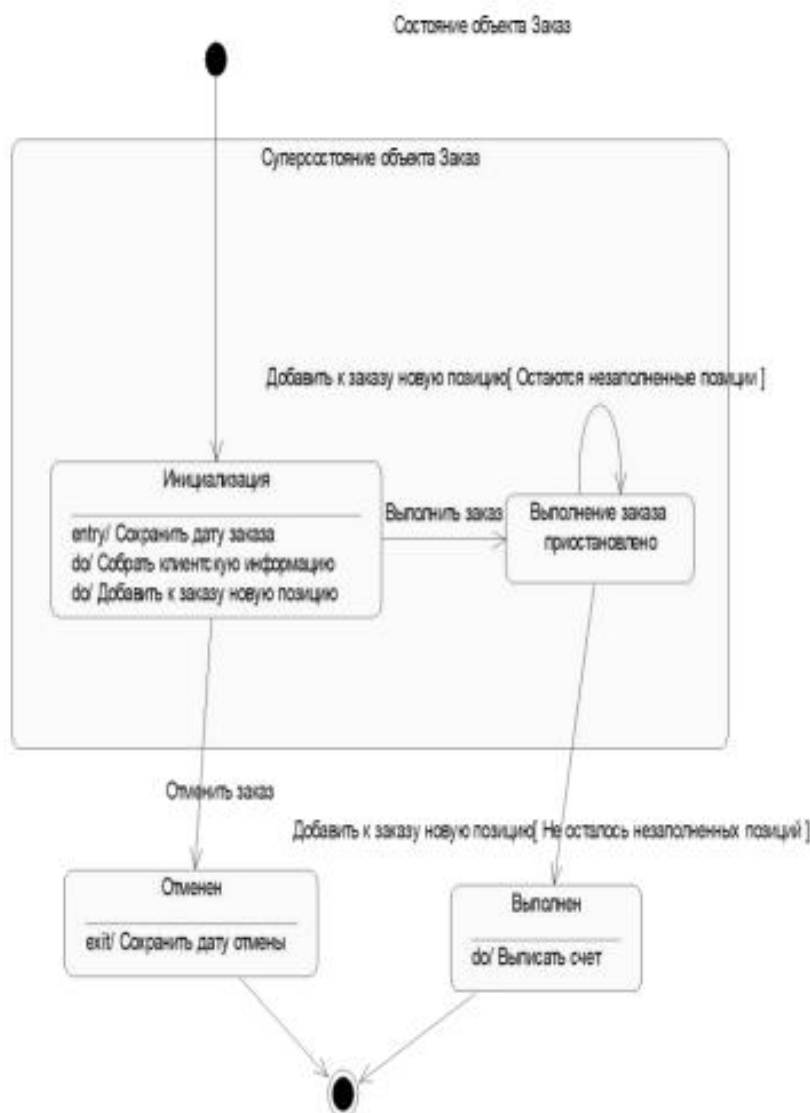 Состояние объекта Заказ
Суперсостояние объекта Заказ
Добавить к заказу новую позицию[ Остаются незаполненные позиции ]
Инициализация
entry/ Сохранить дату заказа
do/ Собрать клиентскую информацию
do/ Добавить к заказу новую позицию
Выполнить заказ
Выполнение заказа
приостановлено
Отменить заказ
Добавить к заказу новую позицию[ Не осталось незаполненных позиций ]
Отменен
exit/ Сохранить дату отмены
Выполнен
do/ Выписать счет